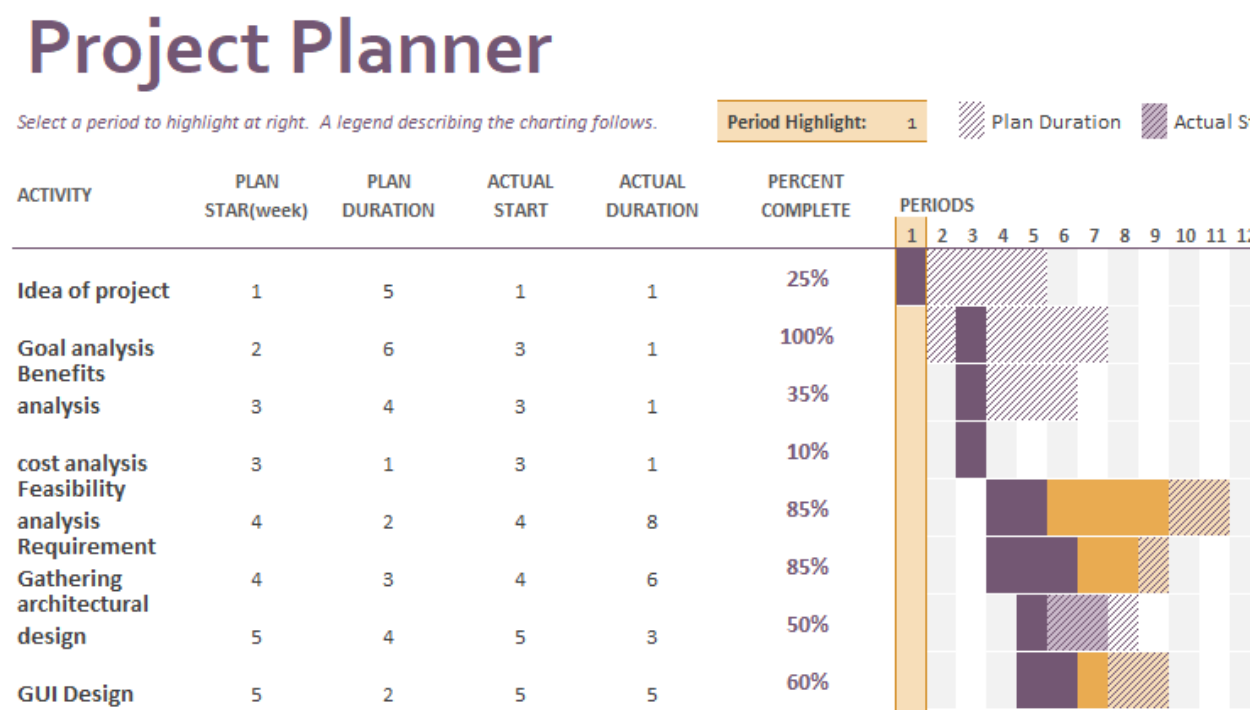 Project Planner
Select a period to highlight at right. A legend describing the charting follows.
Period Highlight: 1
Plan Duration
Actual St
ACTIVITY
PLAN STAR(week)
PLAN DURATION
ACTUAL START
ACTUAL DURATION
PERCENT COMPLETE
PERIODS
1 2 3 4 5 6 7 8 9 10 11 12
Idea of project 1 5 1 1 25%
Goal analysis 2 6 3 1 100%
Benefits
analysis 3 4 3 1 35%
cost analysis 3 1 3 1 10%
Feasibility
analysis 4 2 4 8 85%
Requirement
Gathering 4 3 4 6 85%
architectural
design 5 4 5 3 50%
GUI Design 5 2 5 5 60%